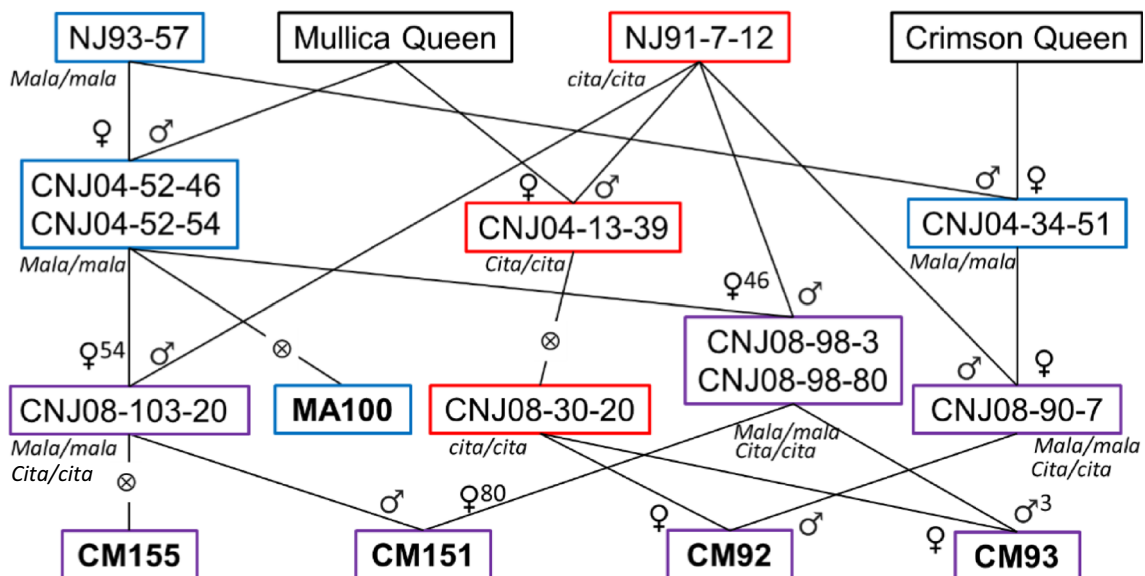 NJ93-57
Mullica Queen
NJ91-7-12
Crimson Queen
Mala/mala
cita/cita
♀ ♂
CNJ04-52-46
CNJ04-52-54
♀ ♂
CNJ04-13-39
♂ ♀
CNJ04-34-51
Mala/mala
Cita/cita
Mala/mala
♀46 ♂
⊗
⊗
CNJ08-98-3
CNJ08-98-80
♀54 ♂
♂ ♀
CNJ08-103-20
MA100
CNJ08-30-20
CNJ08-90-7
Mala/mala
Cita/cita
cita/cita
Mala/mala
Cita/cita
Mala/mala
Cita/cita
⊗
♂ ♀80
♀ ♂
♀ ♂3
CM155
CM151
CM92
CM93